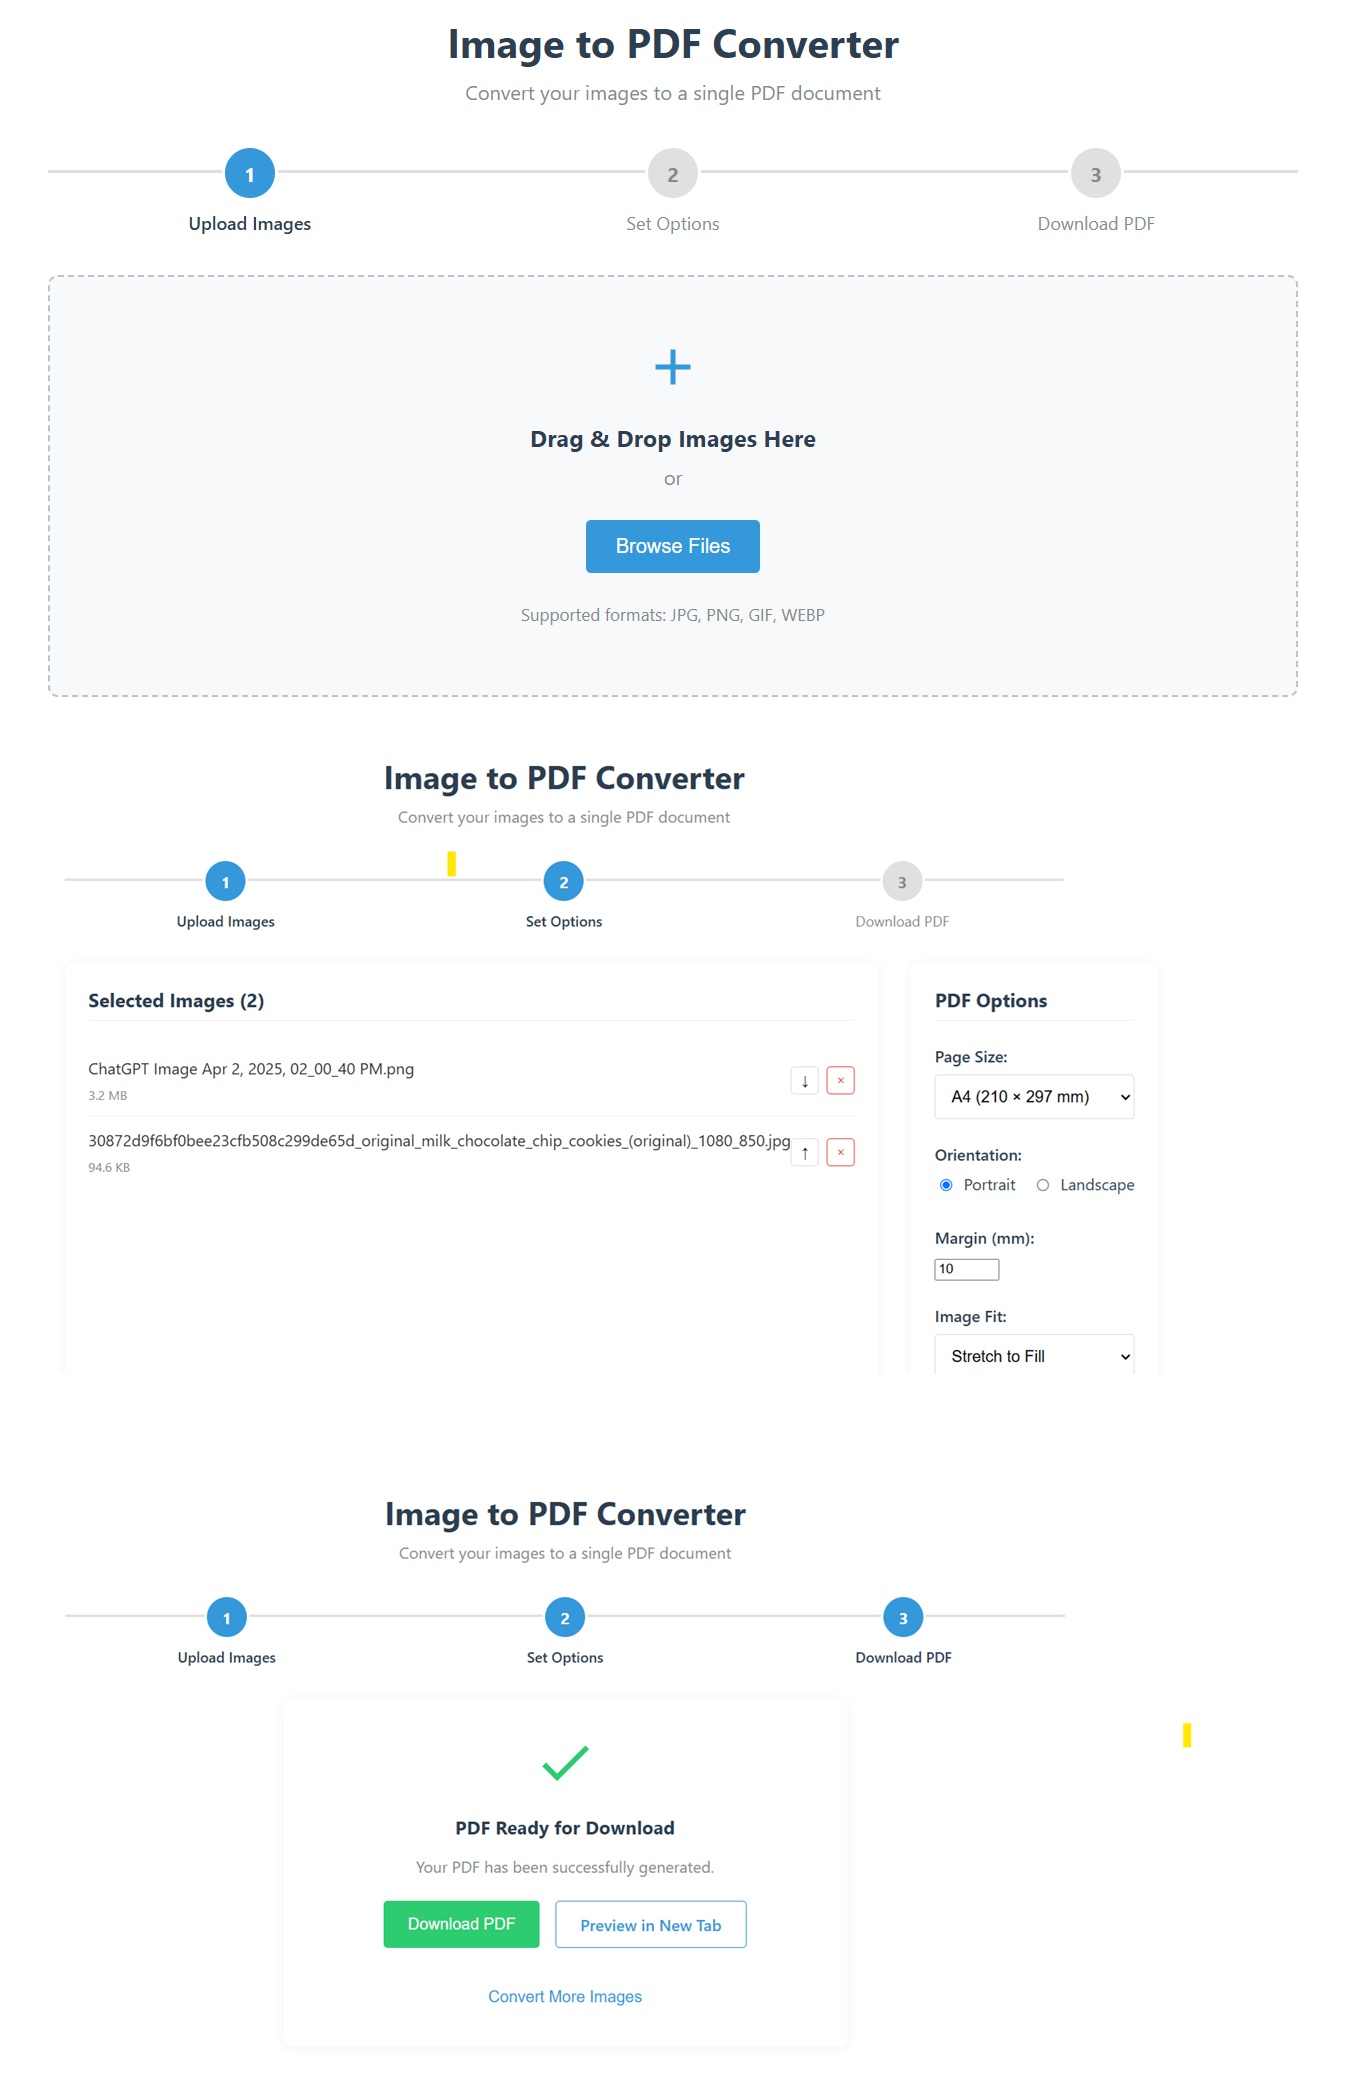 Image to PDF Converter
Convert your images to a single PDF document
1
2
3
Upload Images
Set Options
Download PDF
Drag & Drop Images Here
or
Browse Files
Supported formats: JPG, PNG, GIF, WEBP
Image to PDF Converter
Convert your images to a single PDF document
1
2
3
Upload Images
Set Options
Download PDF
Selected Images (2)
ChatGPT Image Apr 2, 2025, 02_00_40 PM.png
3.2 MB
30872d9f6bf0bee23cfb508c299de65d_original_milk_chocolate_chip_cookies_(original)_1080_850.jpg
94.6 KB
PDF Options
Page Size:
A4 (210 × 297 mm)
Orientation:
Portrait
Landscape
Margin (mm):
10
Image Fit:
Stretch to Fill
Image to PDF Converter
Convert your images to a single PDF document
1
2
3
Upload Images
Set Options
Download PDF
PDF Ready for Download
Your PDF has been successfully generated.
Download PDF
Preview in New Tab
Convert More Images